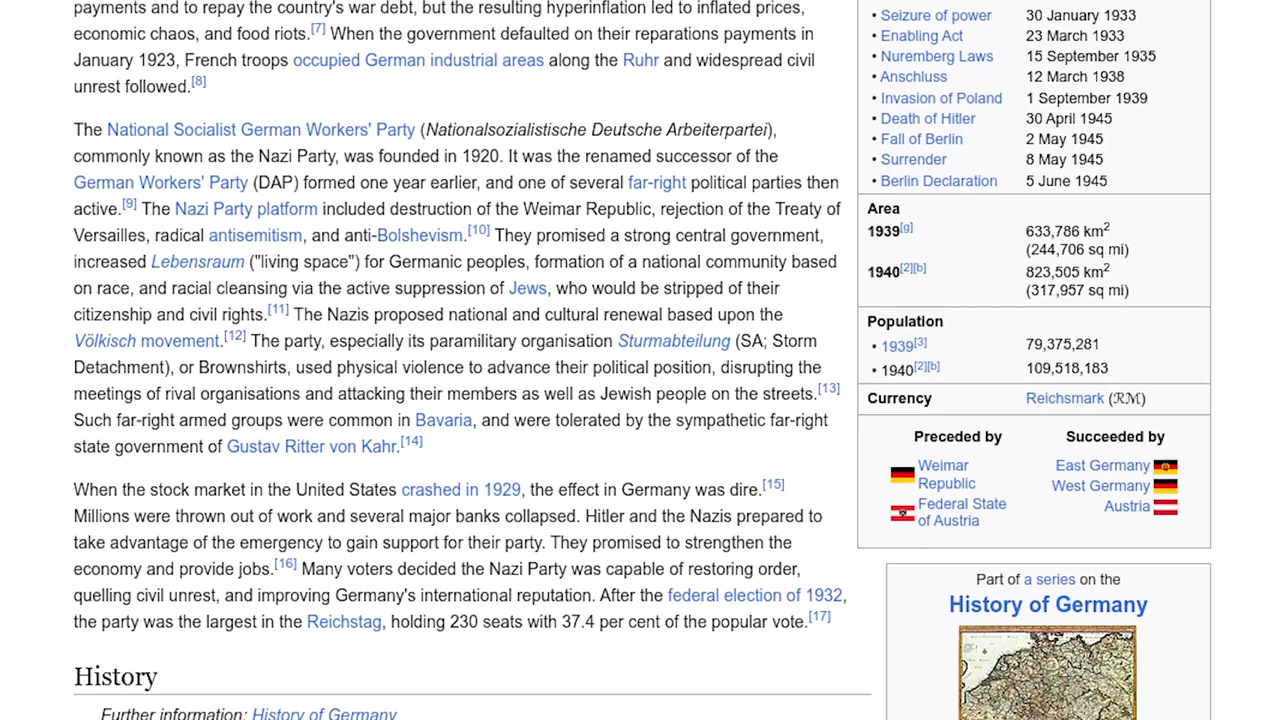 payments and to repay the country's war debt, but the resulting hyperinflation led to inflated prices,
economic chaos, and food riots.[7] When the government defaulted on their reparations payments in
January 1923, French troops occupied German industrial areas along the Ruhr and widespread civil
unrest followed.[8]
The National Socialist German Workers' Party (Nationalsozialistische Deutsche Arbeiterpartei),
commonly known as the Nazi Party, was founded in 1920. It was the renamed successor of the
German Workers' Party (DAP) formed one year earlier, and one of several far-right political parties then
active.[9] The Nazi Party platform included destruction of the Weimar Republic, rejection of the Treaty of
Versailles, radical antisemitism, and anti-Bolshevism.[10] They promised a strong central government,
increased Lebensraum ("living space") for Germanic peoples, formation of a national community based
on race, and racial cleansing via the active suppression of Jews, who would be stripped of their
citizenship and civil rights.[11] The Nazis proposed national and cultural renewal based upon the
Völkisch movement.[12] The party, especially its paramilitary organisation Sturmabteilung (SA; Storm
Detachment), or Brownshirts, used physical violence to advance their political position, disrupting the
meetings of rival organisations and attacking their members as well as Jewish people on the streets.[13]
Such far-right armed groups were common in Bavaria, and were tolerated by the sympathetic far-right
state government of Gustav Ritter von Kahr.[14]
When the stock market in the United States crashed in 1929, the effect in Germany was dire.[15]
Millions were thrown out of work and several major banks collapsed. Hitler and the Nazis prepared to
take advantage of the emergency to gain support for their party. They promised to strengthen the
economy and provide jobs.[16] Many voters decided the Nazi Party was capable of restoring order,
quelling civil unrest, and improving Germany's international reputation. After the federal election of 1932,
the party was the largest in the Reichstag, holding 230 seats with 37.4 per cent of the popular vote.[17]
History
Further information: History of Germany
• Seizure of power 30 January 1933
• Enabling Act 23 March 1933
• Nuremberg Laws 15 September 1935
• Anschluss 12 March 1938
• Invasion of Poland 1 September 1939
• Death of Hitler 30 April 1945
• Fall of Berlin 2 May 1945
• Surrender 8 May 1945
• Berlin Declaration 5 June 1945
Area
1939[g] 633,786 km²
(244,706 sq mi)
1940[2][b] 823,505 km²
(317,957 sq mi)
Population
• 1939[3] 79,375,281
• 1940[2][b] 109,518,183
Currency Reichsmark (ℛℳ)
Preceded by Succeeded by
Weimar
Republic
Federal State
of Austria
East Germany
West Germany
Austria
Part of a series on the
History of Germany